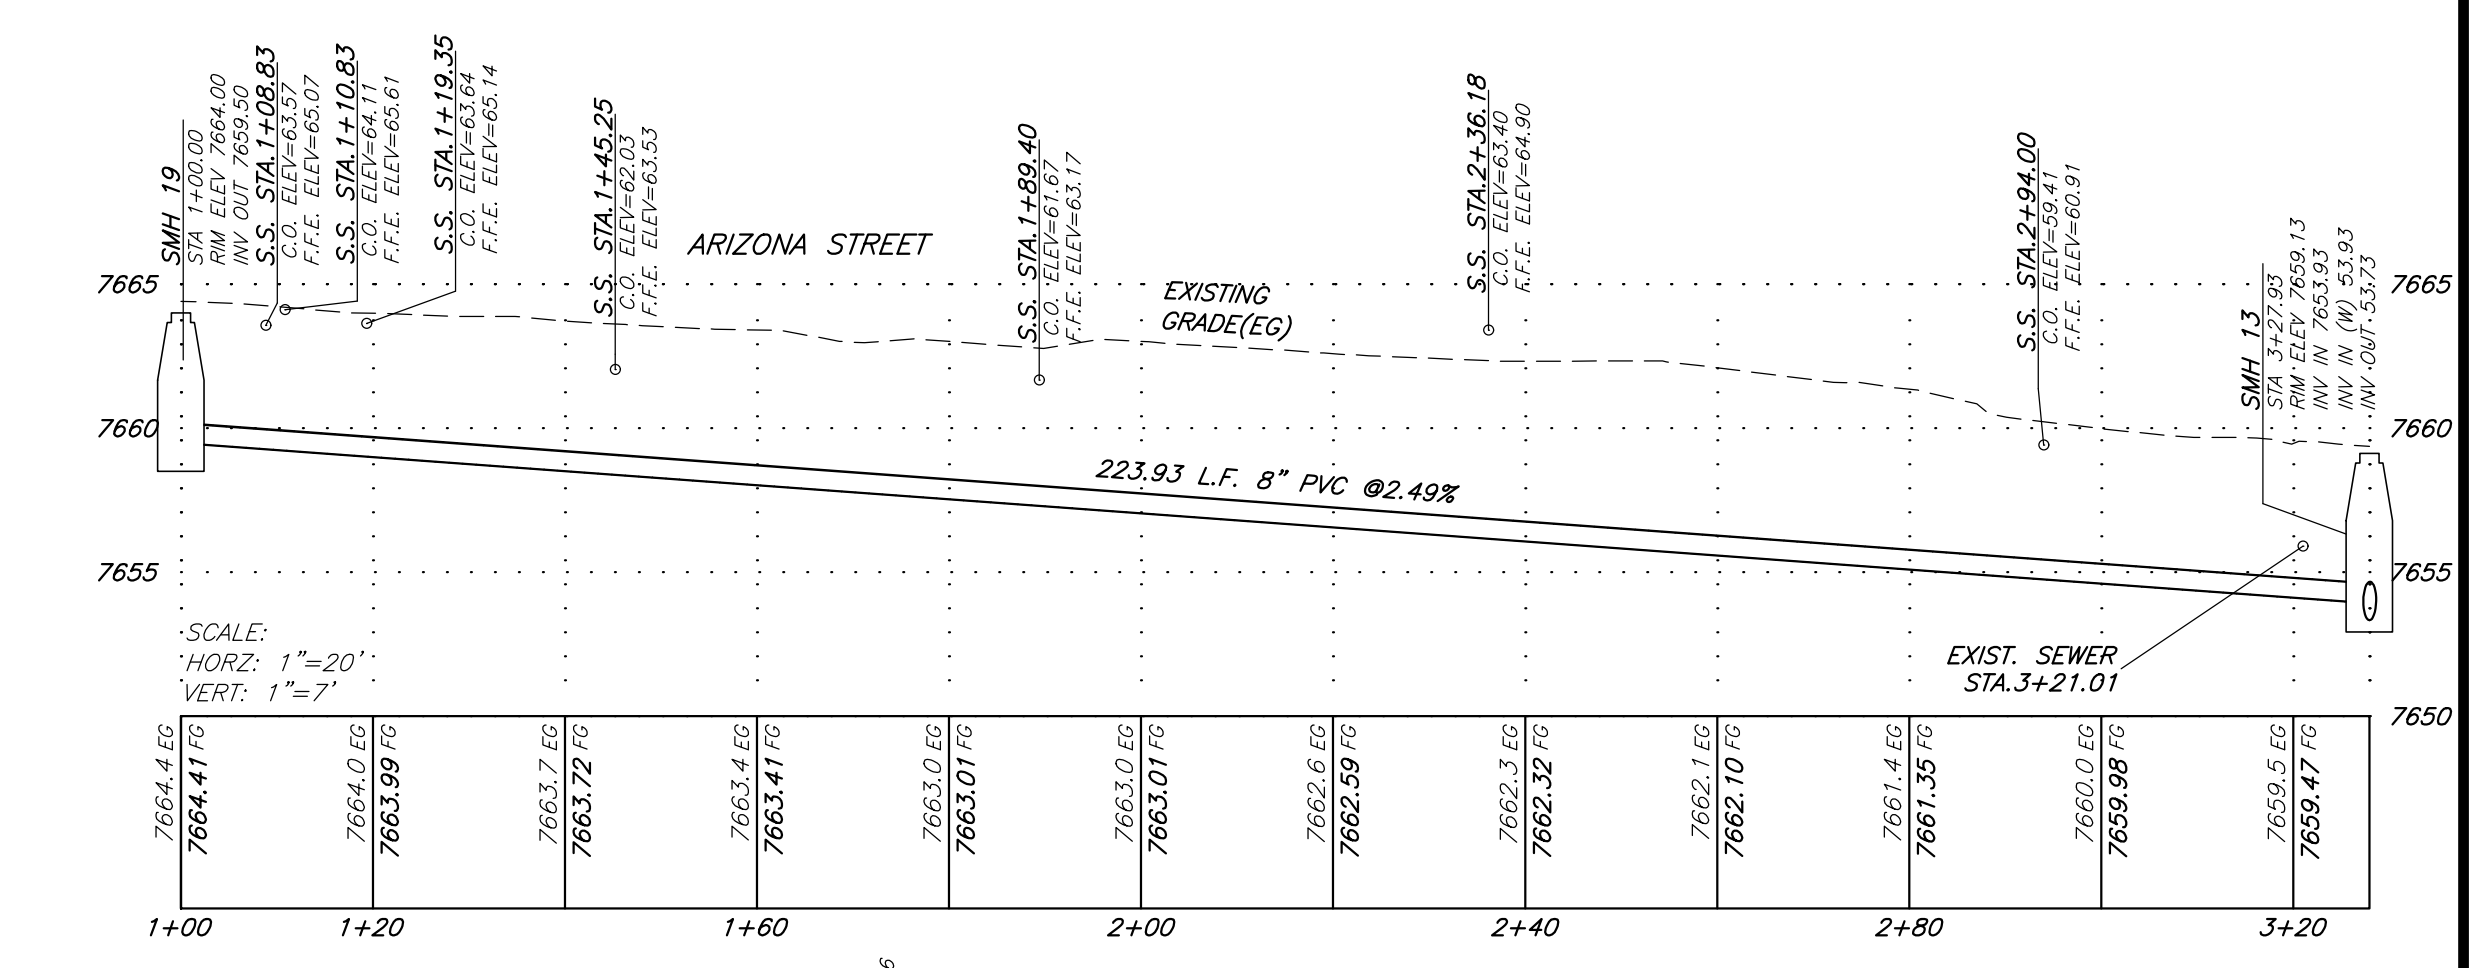 SMH 19
STA 1+00.00
RIM ELEV 7664.00
INV OUT 7659.50
S.S. STA.1+08.83
C.O. ELEV=63.57
F.F.E. ELEV=65.07
S.S. STA.1+10.83
C.O. ELEV=64.11
F.F.E. ELEV=65.61
S.S. STA.1+19.35
C.O. ELEV=63.64
F.F.E. ELEV=65.14
S.S. STA.1+45.25
C.O. ELEV=62.03
F.F.E. ELEV=63.53
ARIZONA STREET
S.S. STA.1+89.40
C.O. ELEV=61.67
F.F.E. ELEV=63.17
EXISTING
GRADE(EG)
S.S. STA.2+36.18
C.O. ELEV=63.40
F.F.E. ELEV=64.90
S.S. STA.2+94.00
C.O. ELEV=59.41
F.F.E. ELEV=60.91
SMH 13
STA 3+27.93
RIM ELEV 7659.13
INV IN 7653.93
INV IN (W) 53.93
INV OUT 53.73
7665
7665
7660
7660
223.93 L.F. 8" PVC @2.49%
7655
7655
SCALE:
HORZ: 1"=20'
VERT: 1"=7'
EXIST. SEWER
STA.3+21.01
7650
7664.4 EG
7664.41 FG
7664.0 EG
7663.99 FG
7663.7 EG
7663.72 FG
7663.4 EG
7663.41 FG
7663.0 EG
7663.01 FG
7663.0 EG
7663.01 FG
7662.6 EG
7662.59 FG
7662.3 EG
7662.32 FG
7662.1 EG
7662.10 FG
7661.4 EG
7661.35 FG
7660.0 EG
7659.98 FG
7659.5 EG
7659.47 FG
1+00 1+20 1+60 2+00 2+40 2+80 3+20